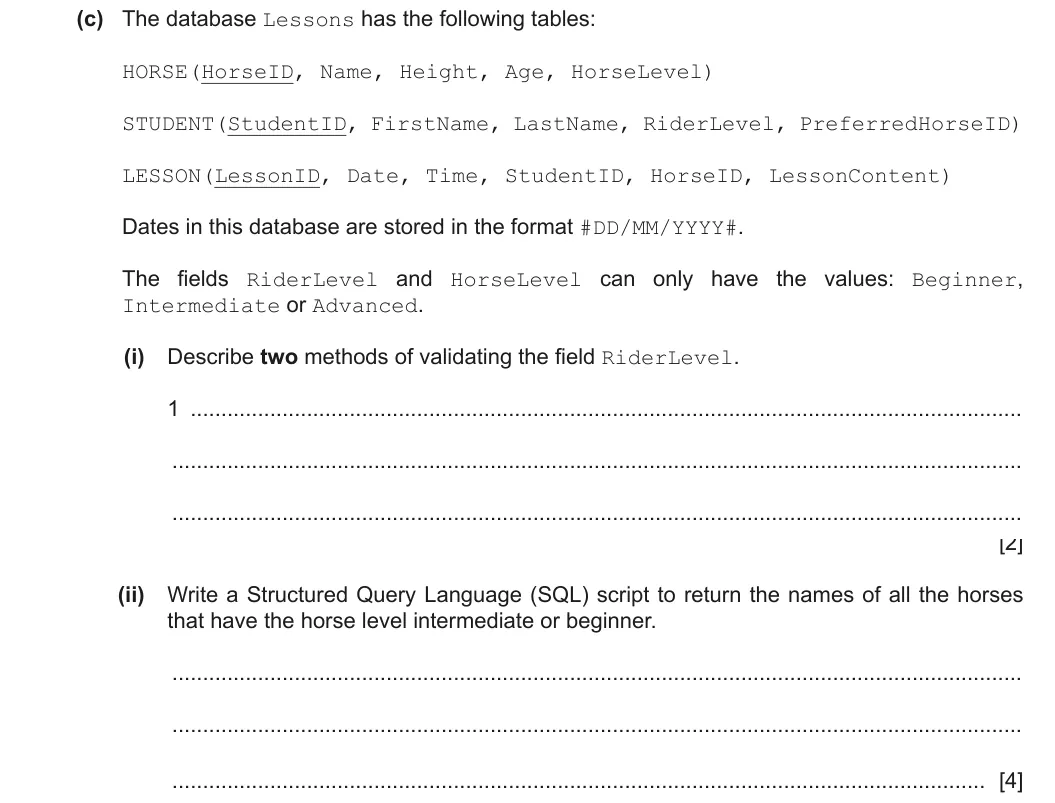 (c) The database Lessons has the following tables:
HORSE(HorseID, Name, Height, Age, HorseLevel)
STUDENT(StudentID, FirstName, LastName, RiderLevel, PreferredHorseID)
LESSON(LessonID, Date, Time, StudentID, HorseID, LessonContent)
Dates in this database are stored in the format #DD/MM/YYYY#.
The fields RiderLevel and HorseLevel can only have the values: Beginner,
Intermediate or Advanced.
(i) Describe two methods of validating the field RiderLevel.
1 ..........
..........
..........
[2]
(ii) Write a Structured Query Language (SQL) script to return the names of all the horses
that have the horse level intermediate or beginner.
..........
..........
.......... [4]